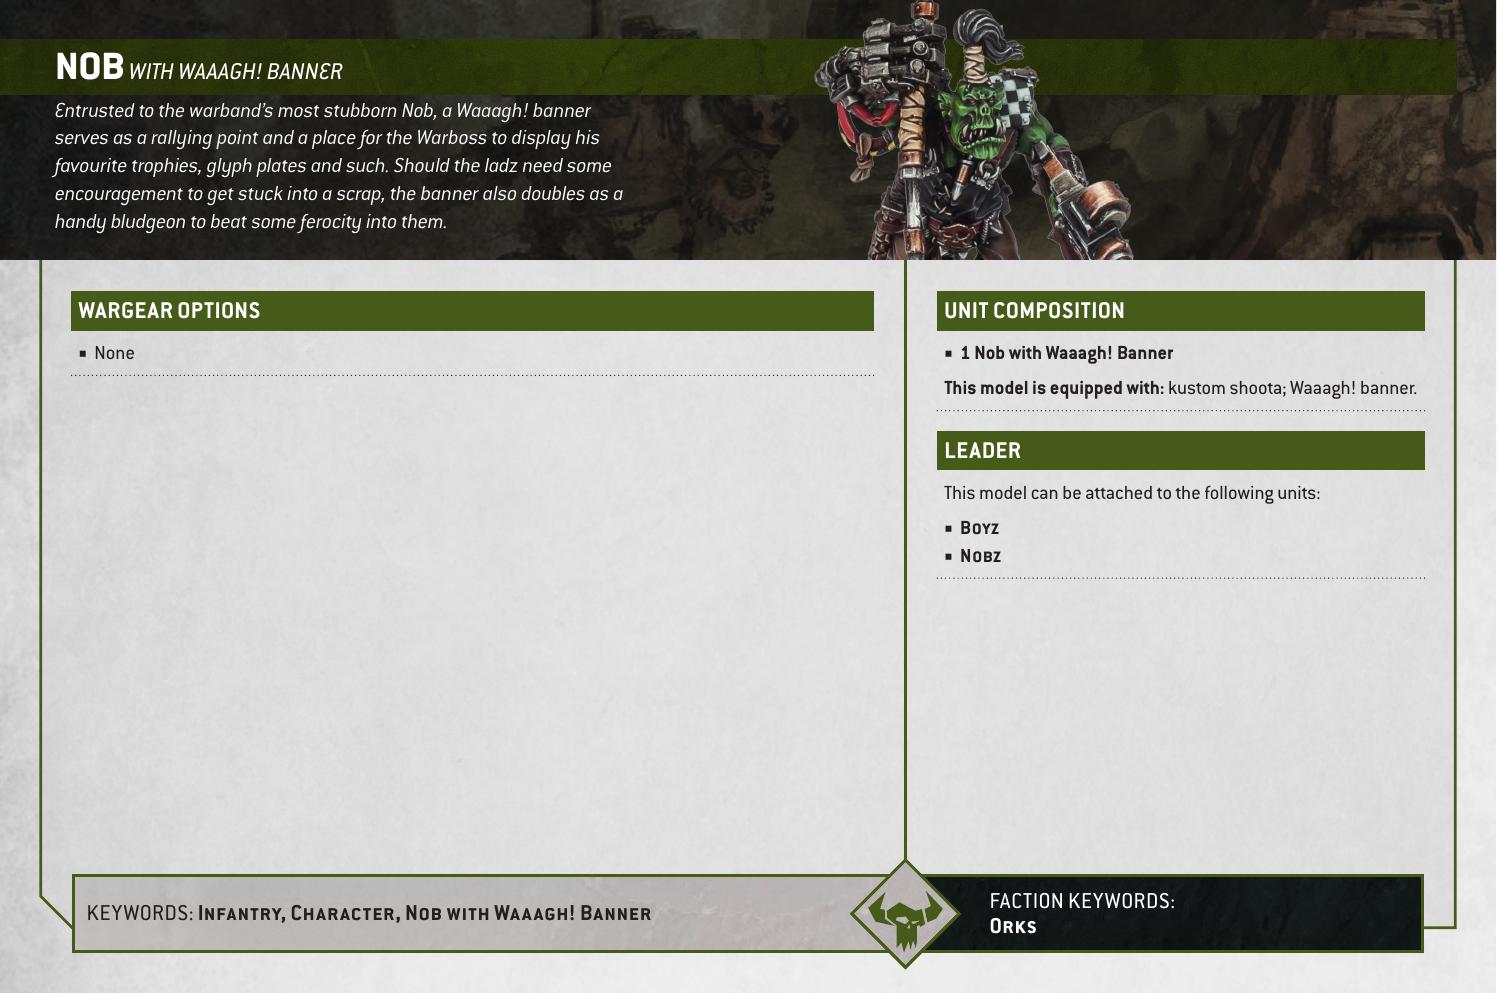 NOB WITH WAAAGH! BANNER
Entrusted to the warband's most stubborn Nob, a Waaagh! banner
serves as a rallying point and a place for the Warboss to display his
favourite trophies, glyph plates and such. Should the ladz need some
encouragement to get stuck into a scrap, the banner also doubles as a
handy bludgeon to beat some ferocity into them.
WARGEAR OPTIONS
■ None
UNIT COMPOSITION
■ 1 Nob with Waaagh! Banner
This model is equipped with: kustom shoota; Waaagh! banner.
LEADER
This model can be attached to the following units:
■ Boyz
■ Nobz
KEYWORDS: Infantry, Character, Nob with Waaagh! Banner
FACTION KEYWORDS:
Orks